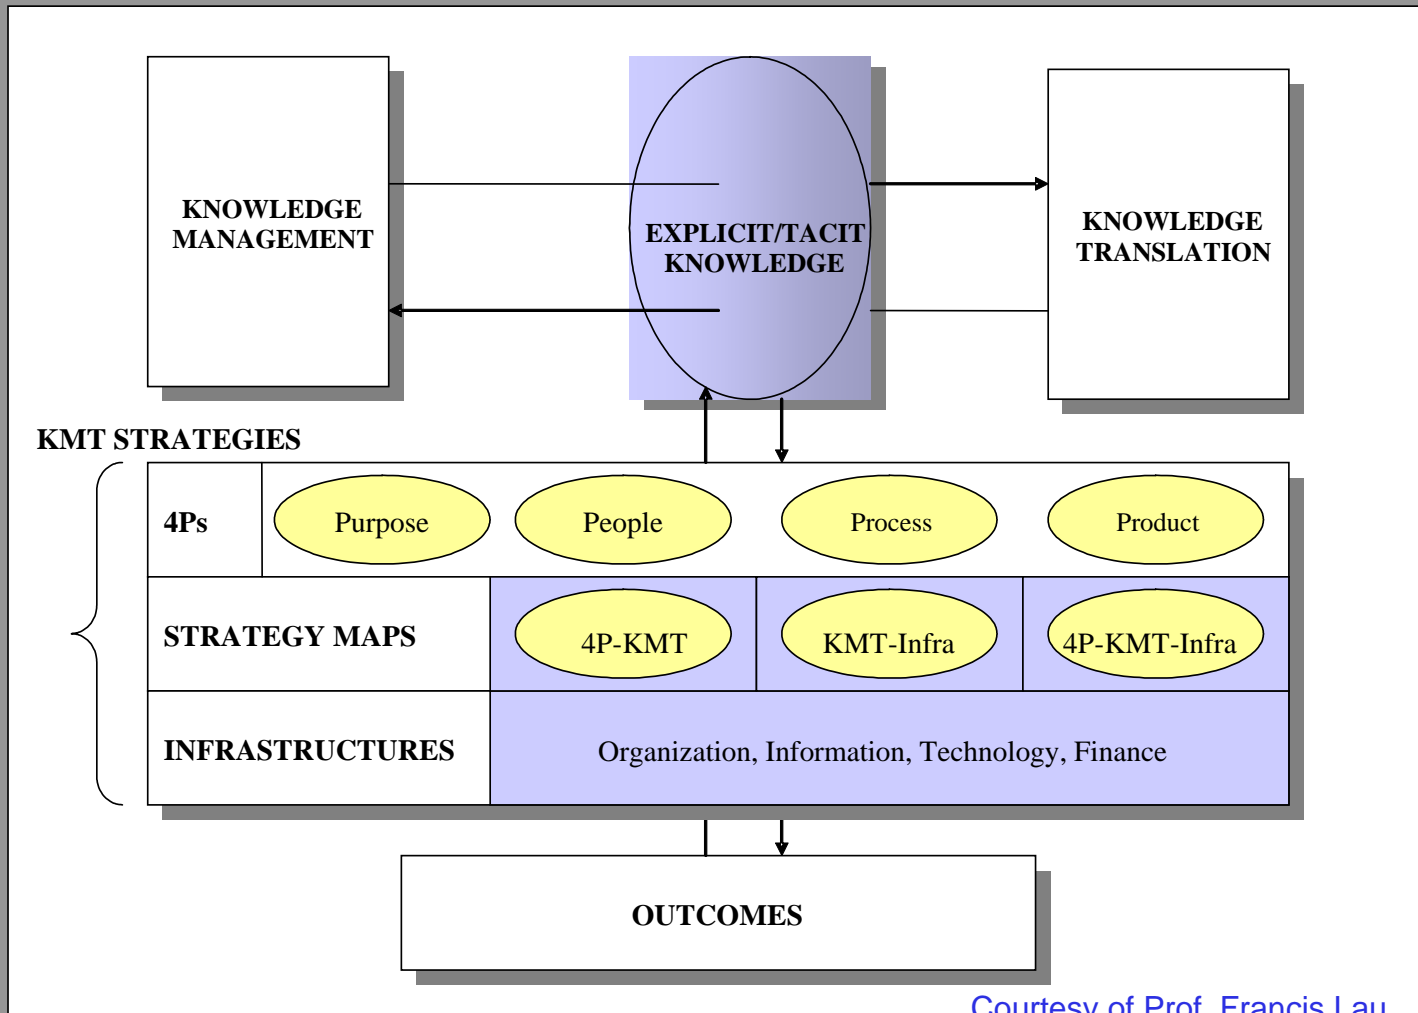 KNOWLEDGE
MANAGEMENT
EXPLICIT/TACIT
KNOWLEDGE
KNOWLEDGE
TRANSLATION
KMT STRATEGIES
4Ps
Purpose
People
Process
Product
STRATEGY MAPS
4P-KMT
KMT-Infra
4P-KMT-Infra
INFRASTRUCTURES
Organization, Information, Technology, Finance
OUTCOMES
Courtesy of Prof. Francis Lau